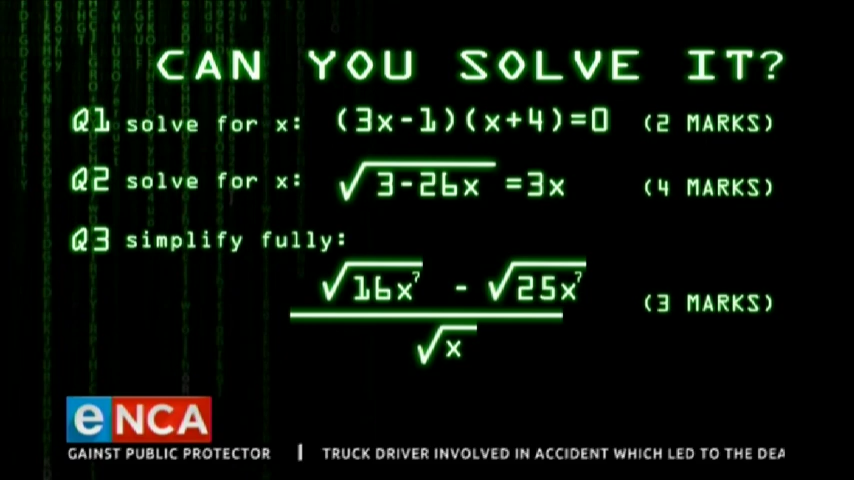 CAN YOU SOLVE IT?
Q1 solve for x: (3x-1)(x+4)=0 (2 MARKS)
Q2 solve for x: √3-26x =3x (4 MARKS)
Q3 simplify fully:
√16x⁷ - √25x⁷
√x
(3 MARKS)
eNCA
GAINST PUBLIC PROTECTOR | TRUCK DRIVER INVOLVED IN ACCIDENT WHICH LED TO THE DEA